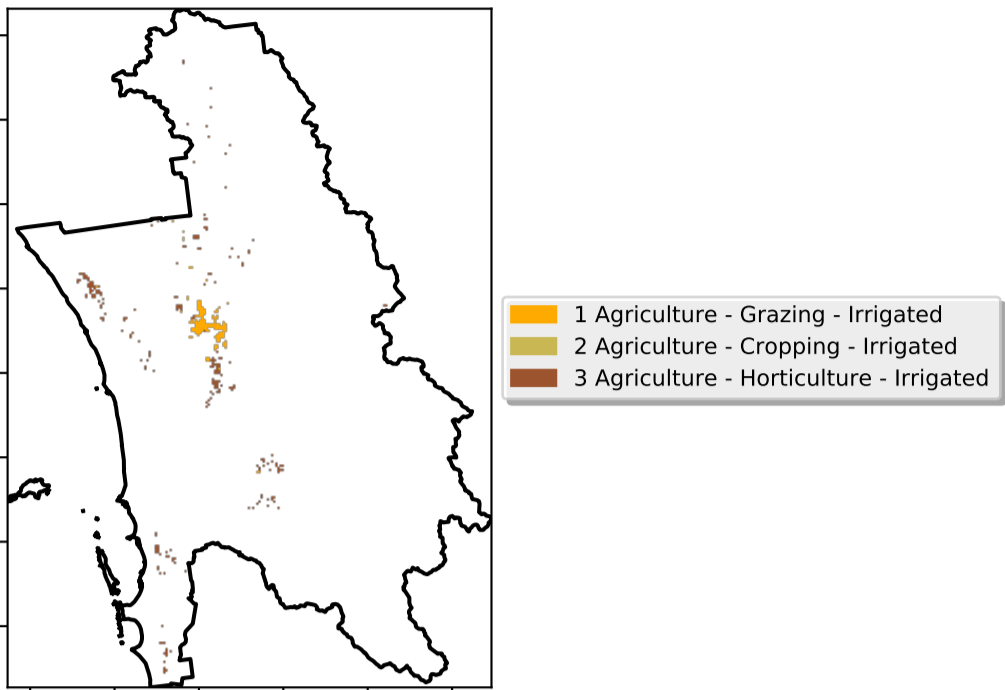 1 Agriculture - Grazing - Irrigated
2 Agriculture - Cropping - Irrigated
3 Agriculture - Horticulture - Irrigated